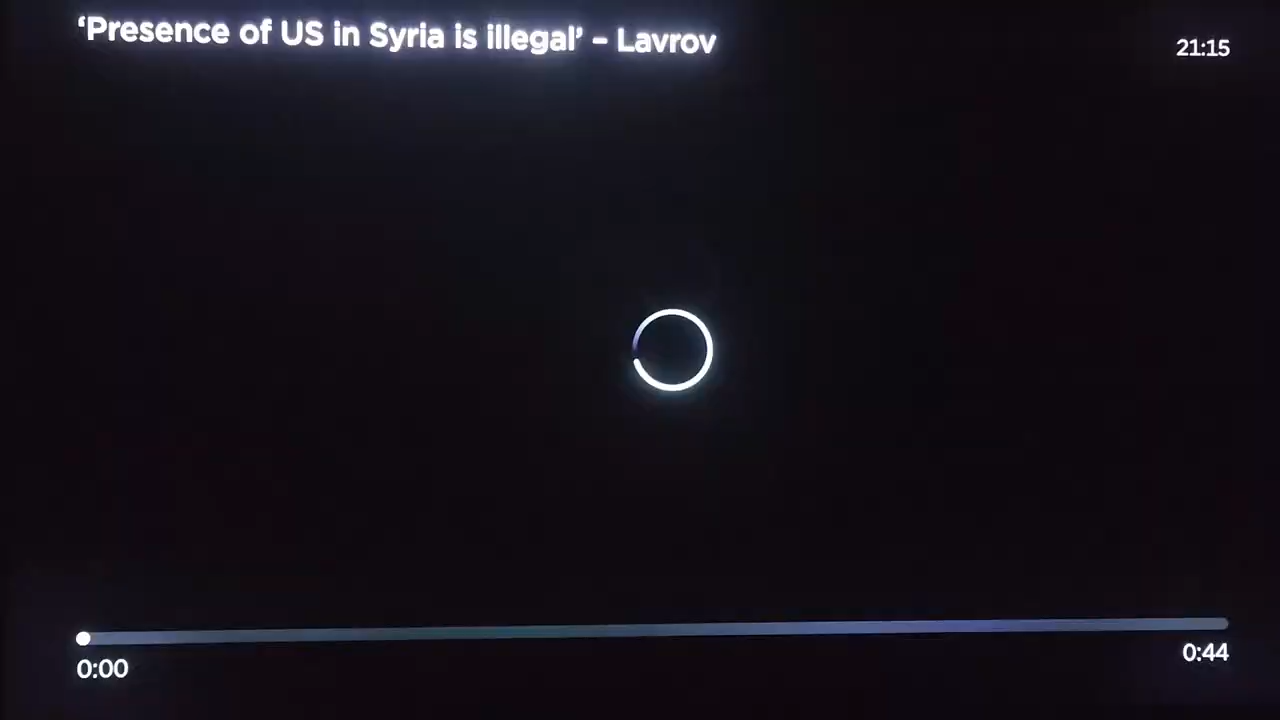 ‘Presence of US in Syria is illegal’ – Lavrov
21:15
0:00
0:44